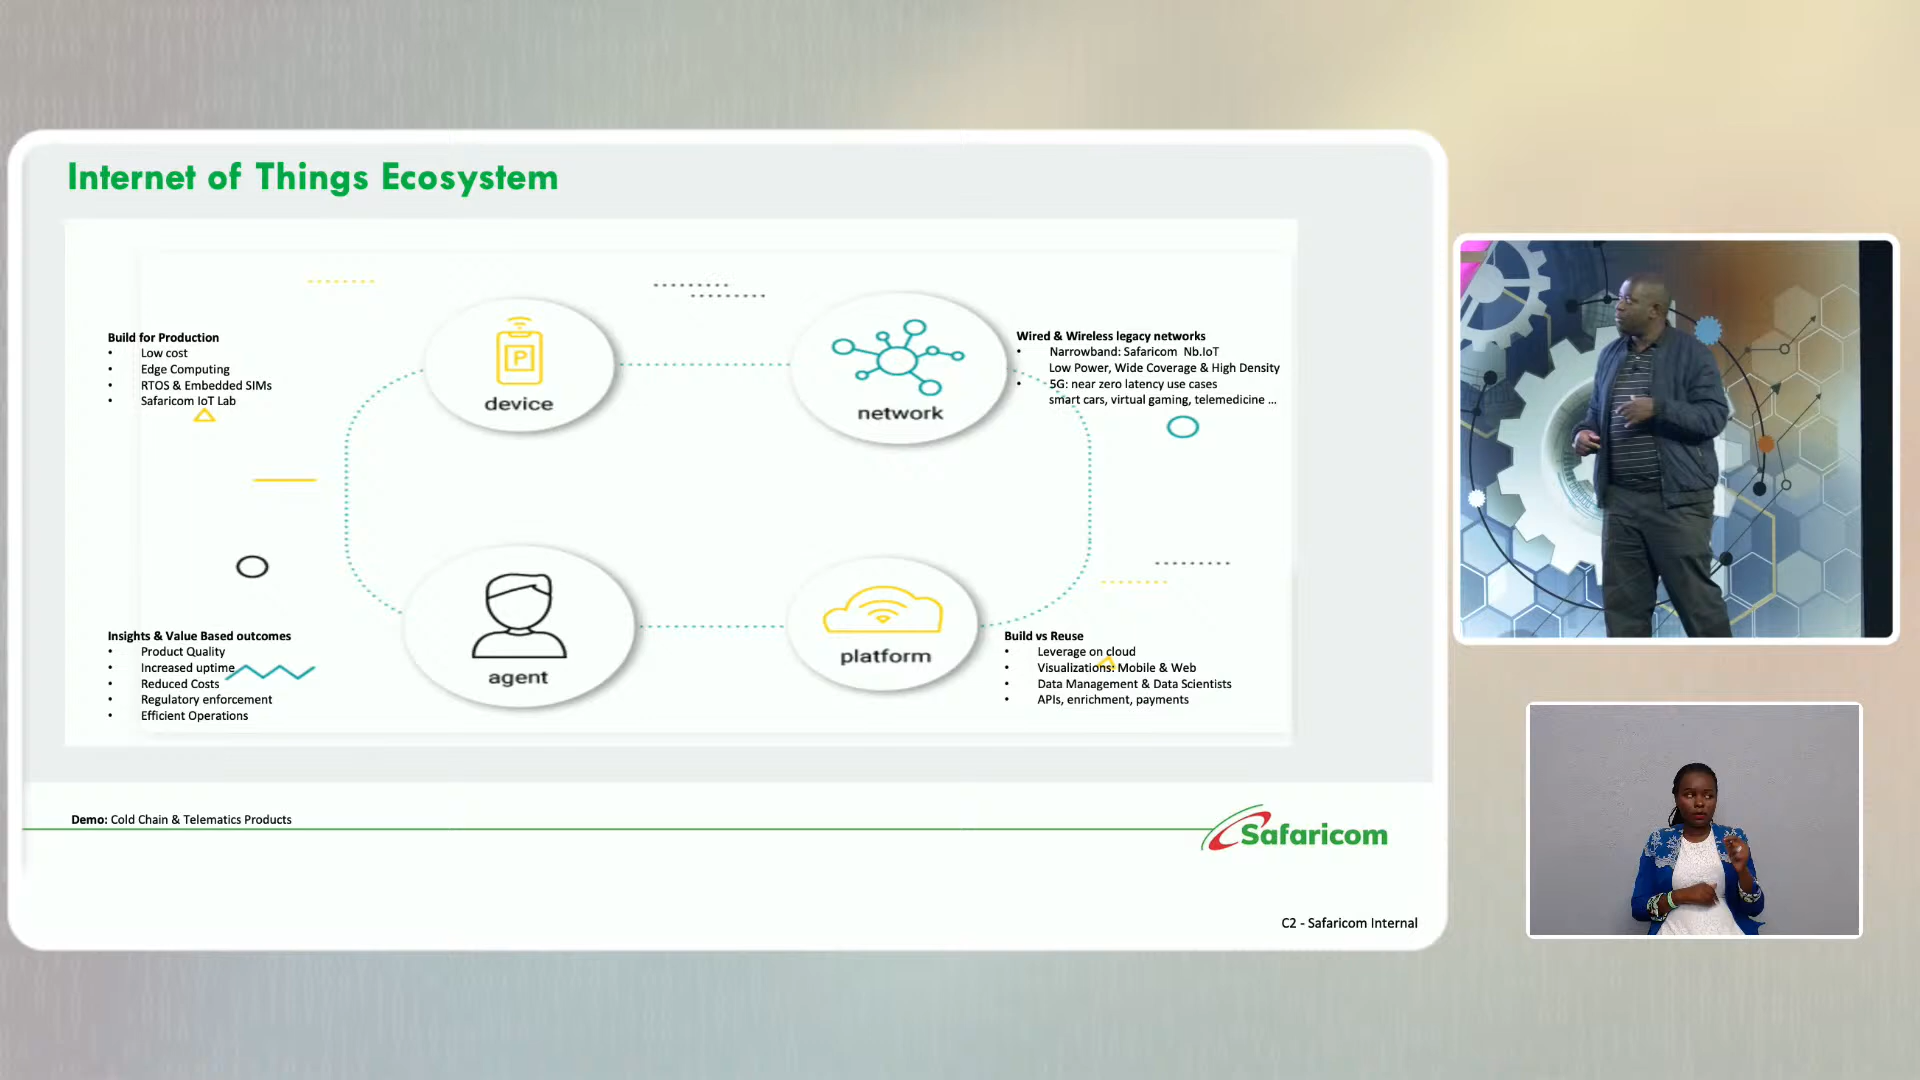 Internet of Things Ecosystem
Build for Production
• Low cost
• Edge Computing
• RTOS & Embedded SIMs
• Safaricom IoT Lab
P
device
network
Wired & Wireless legacy networks
• Narrowband: Safaricom Nb.IoT
Low Power, Wide Coverage & High Density
• 5G: near zero latency use cases
smart cars, virtual gaming, telemedicine ...
Insights & Value Based outcomes
• Product Quality
• Increased uptime
• Reduced Costs
• Regulatory enforcement
• Efficient Operations
agent
platform
Build vs Reuse
• Leverage on cloud
• Visualizations: Mobile & Web
• Data Management & Data Scientists
• APIs, enrichment, payments
Demo: Cold Chain & Telematics Products
Safaricom
C2 - Safaricom Internal